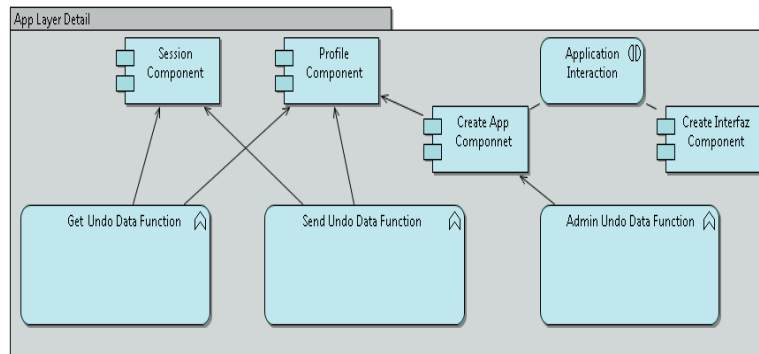 App Layer Detail
Session
Component
Profile
Component
Application
Interaction
Create App
Componnet
Create Interfaz
Component
Get Undo Data Function
Send Undo Data Function
Admin Undo Data Function